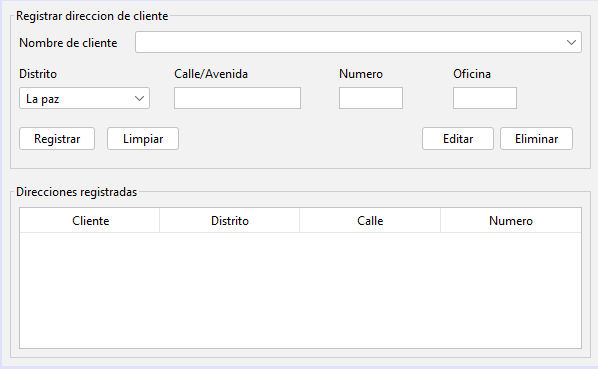 Registrar direccion de cliente
Nombre de cliente
Distrito Calle/Avenida Numero Oficina
La paz
Registrar Limpiar Editar Eliminar
Direcciones registradas
Cliente Distrito Calle Numero